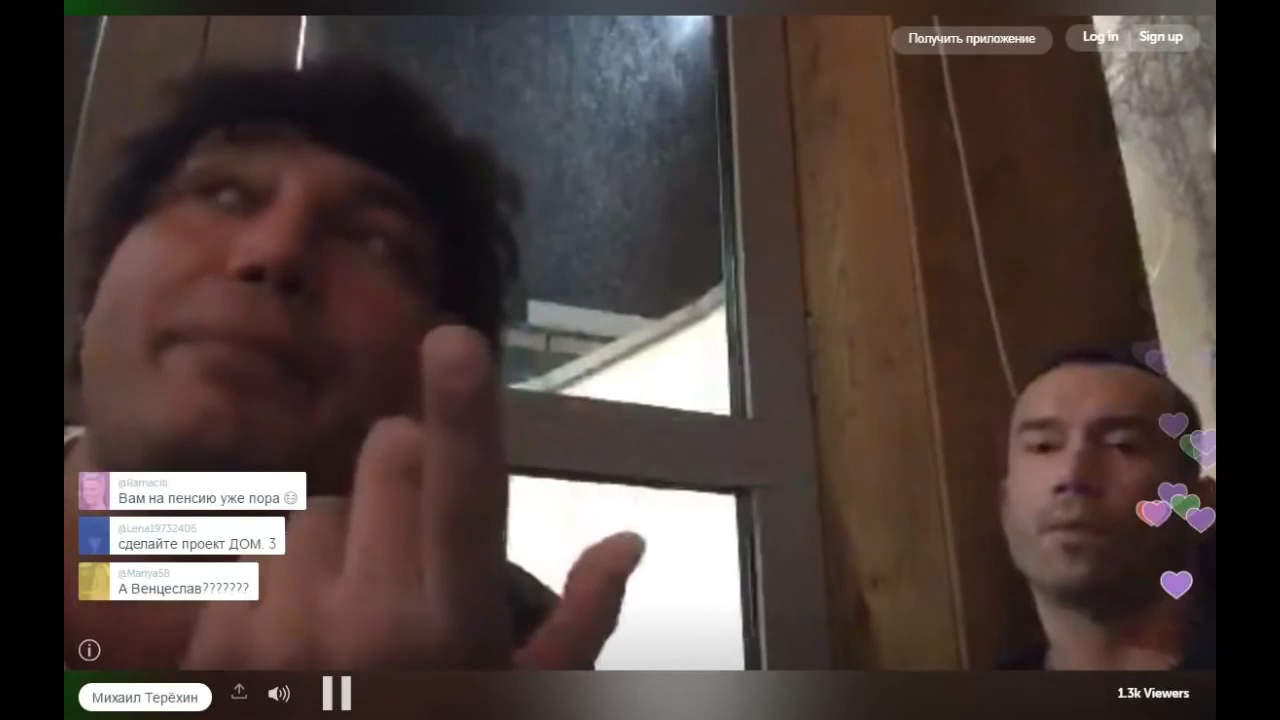 Получить приложение
Log in
Sign up
@Ramaciti
Вам на пенсию уже пора
@Lena19732406
сделайте проект ДОМ. 3
@Manya58
А Венцеслав???????
Михаил Терёхин
1.3k Viewers